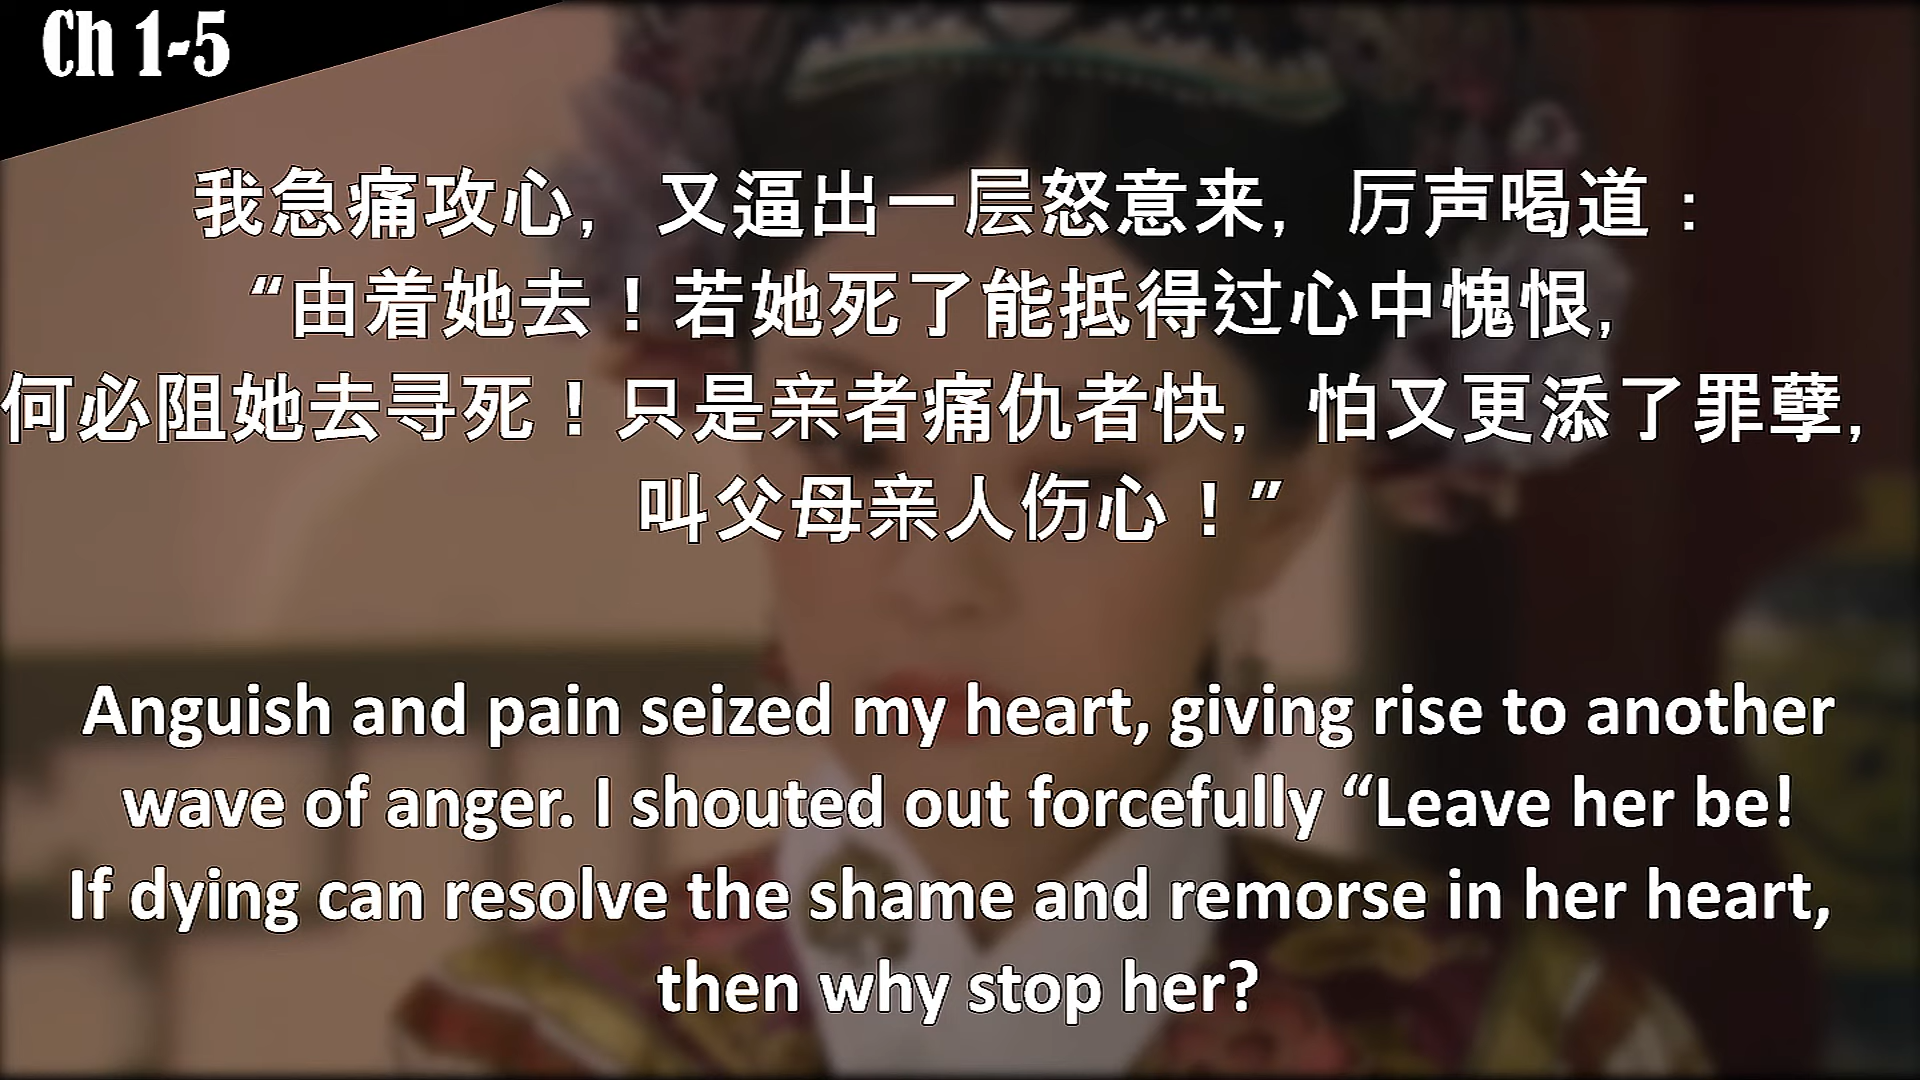 Ch 1-5
我急痛攻心，又逼出一层怒意来，厉声喝道：
“由着她去！若她死了能抵得过心中愧恨，
何必阻她去寻死！只是亲者痛仇者快，怕又更添了罪孽，
叫父母亲人伤心！”
Anguish and pain seized my heart, giving rise to another
wave of anger. I shouted out forcefully “Leave her be!
If dying can resolve the shame and remorse in her heart,
then why stop her?